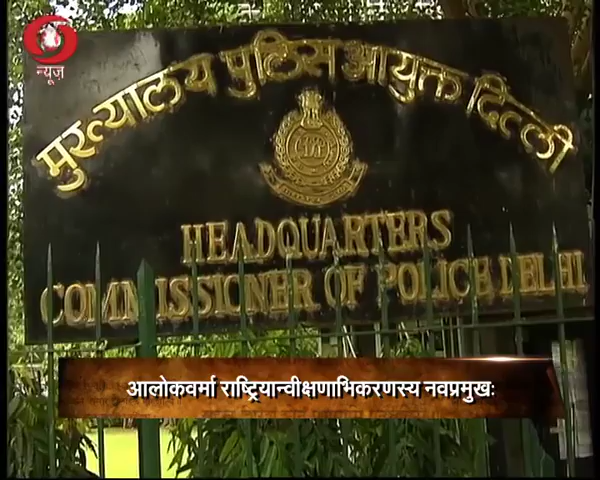 न्यूज़
मुख्यालय पुलिस आयुक्त दिल्ली
HEADQUARTERS
COMMISSIONER OF POLICE DELHI
आलोकवर्मा राष्ट्रियान्वीक्षणाभिकरणस्य नवप्रमुखः